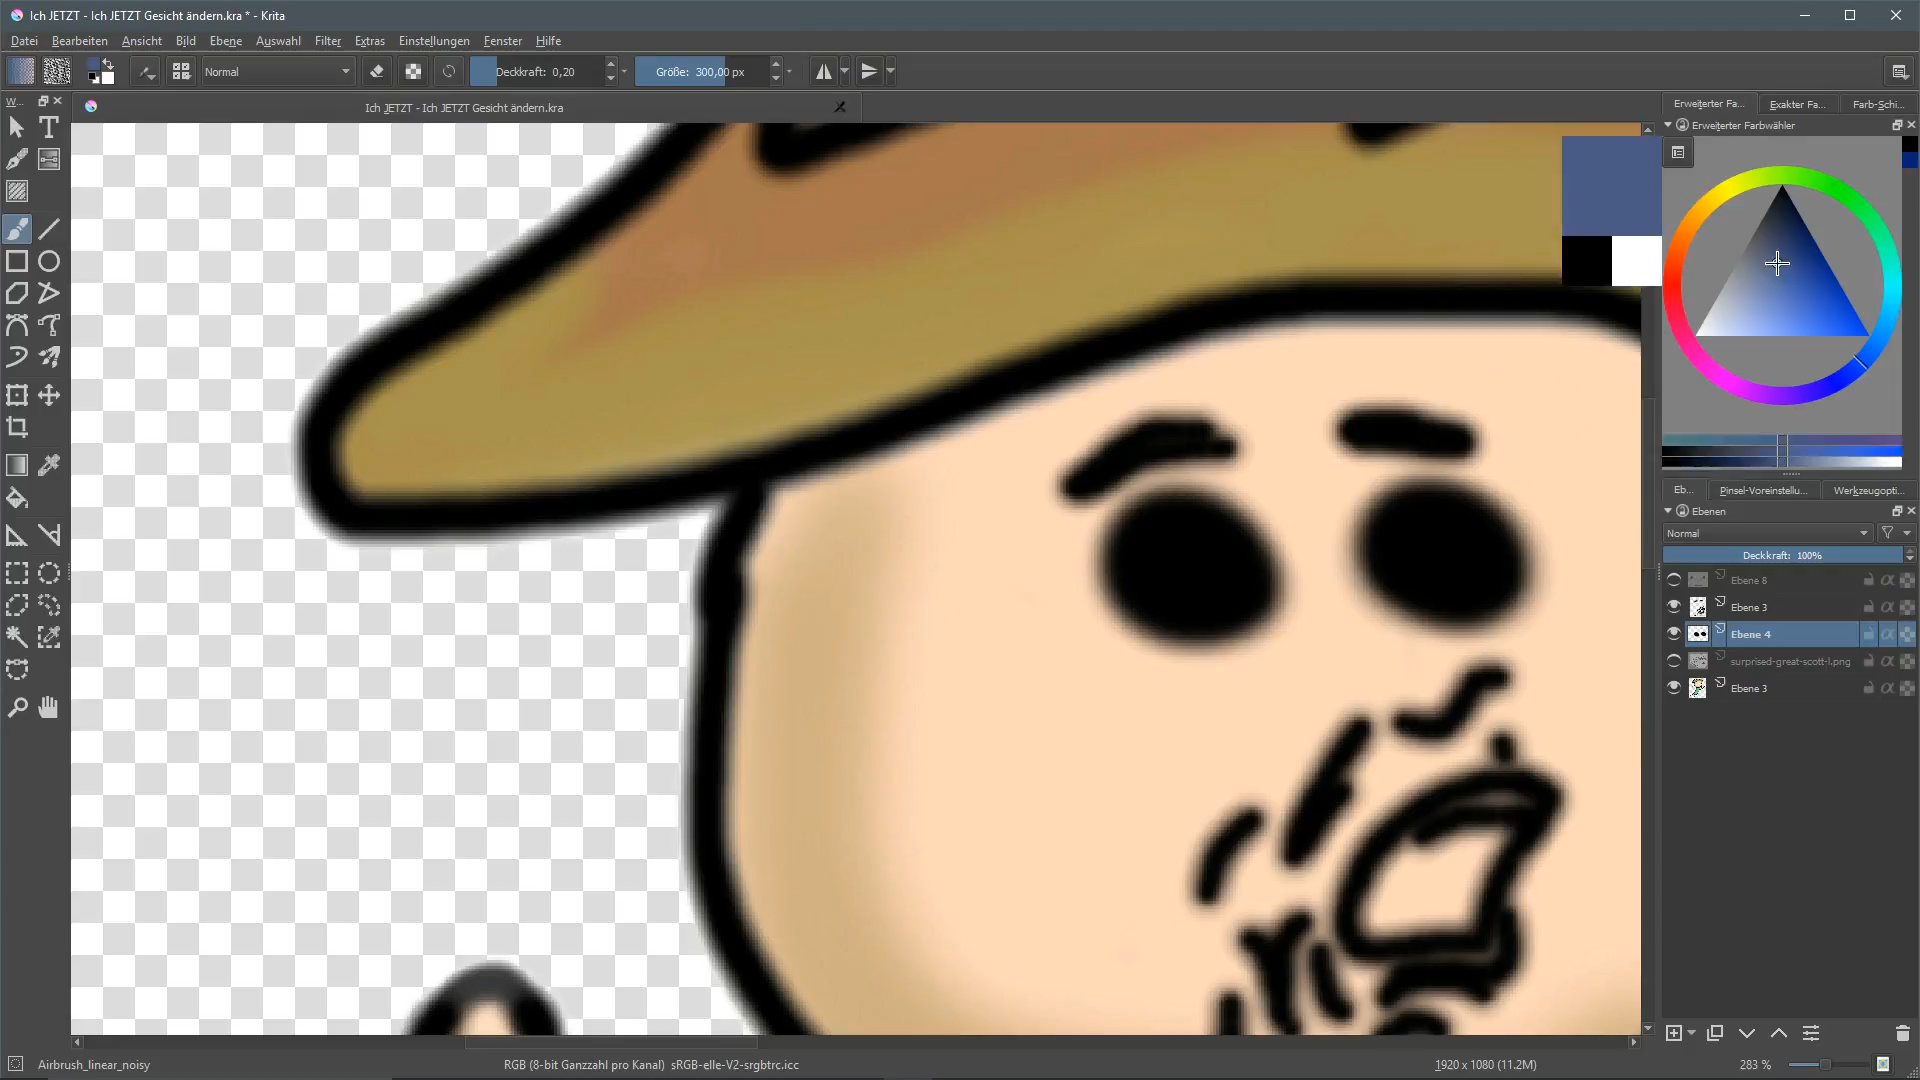 Ich JETZT - Ich JETZT Gesicht ändern.kra * - Krita
Datei Bearbeiten Ansicht Bild Ebene Auswahl Filter Extras Einstellungen Fenster Hilfe
Normal Deckkraft: 0,20 Größe: 300,00 px
W...
Ich JETZT - Ich JETZT Gesicht ändern.kra
Erweiterter Fa... Exakter Fa... Farb-Schi...
Erweiterter Farbwähler
Eb... Pinsel-Voreinstellu... Werkzeugopti...
Ebenen
Normal
Deckkraft: 100%
Ebene 8
Ebene 3
Ebene 4
surprised-great-scott-l.png
Ebene 3
Airbrush_linear_noisy RGB (8-bit Ganzzahl pro Kanal) sRGB-elle-V2-srgbtrc.icc 1920 x 1080 (11.2M) 283 %